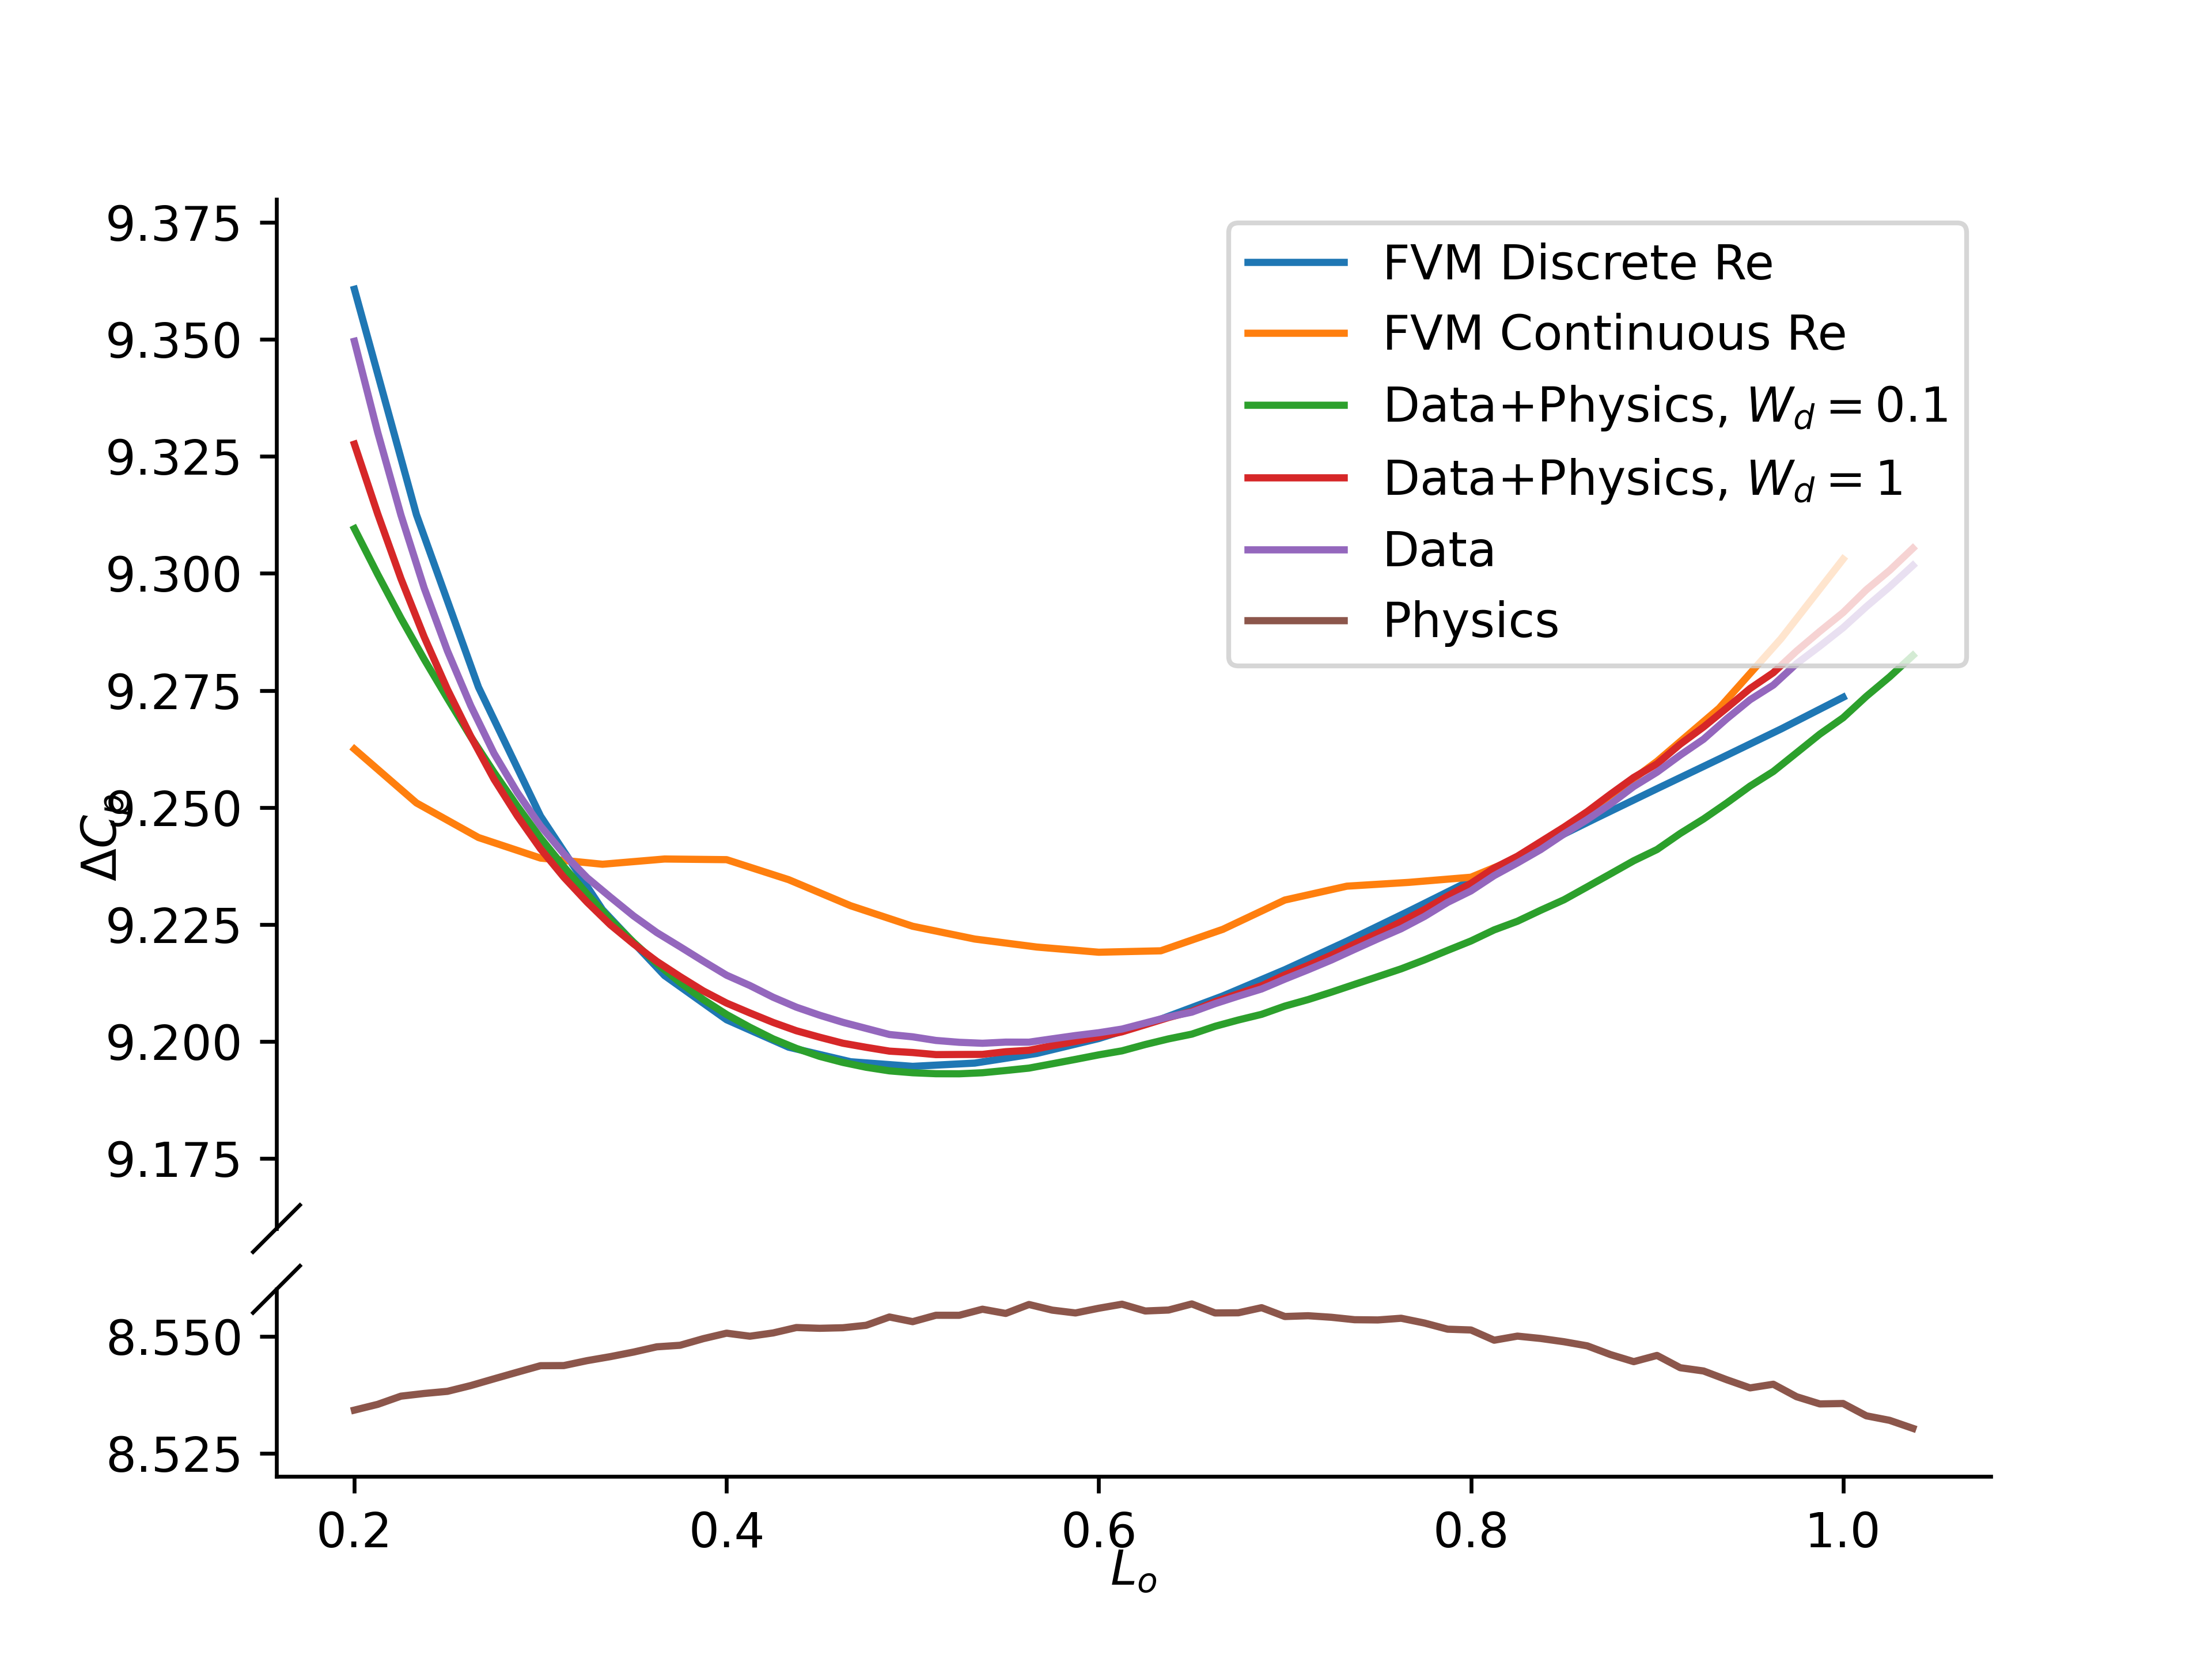 9.375
9.350
9.325
9.300
9.275
9.250
9.225
9.200
9.175
8.550
8.525
ΔC_p
FVM Discrete Re
FVM Continuous Re
Data+Physics, W_d = 0.1
Data+Physics, W_d = 1
Data
Physics
0.2 0.4 0.6 0.8 1.0
L_o